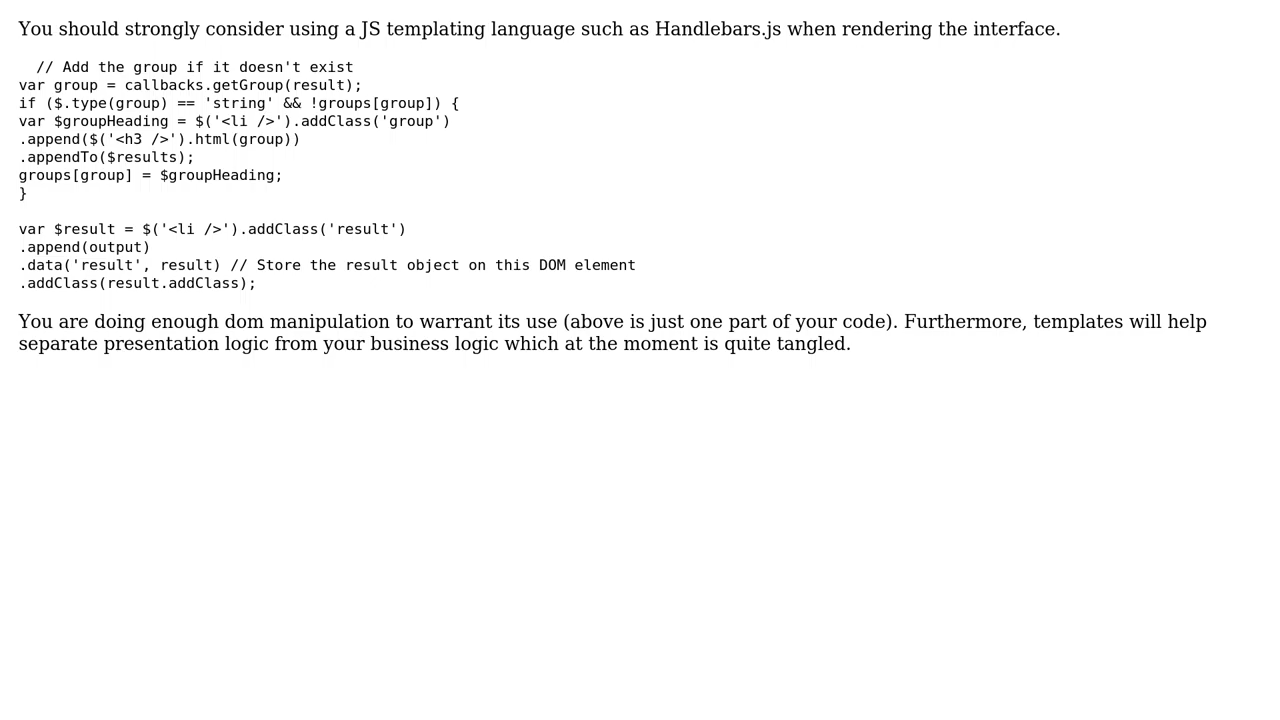 You should strongly consider using a JS templating language such as Handlebars.js when rendering the interface.
  // Add the group if it doesn't exist
var group = callbacks.getGroup(result);
if ($.type(group) == 'string' && !groups[group]) {
var $groupHeading = $('<li />').addClass('group')
.append($('<h3 />').html(group))
.appendTo($results);
groups[group] = $groupHeading;
}

var $result = $('<li />').addClass('result')
.append(output)
.data('result', result) // Store the result object on this DOM element
.addClass(result.addClass);
You are doing enough dom manipulation to warrant its use (above is just one part of your code). Furthermore, templates will help
separate presentation logic from your business logic which at the moment is quite tangled.